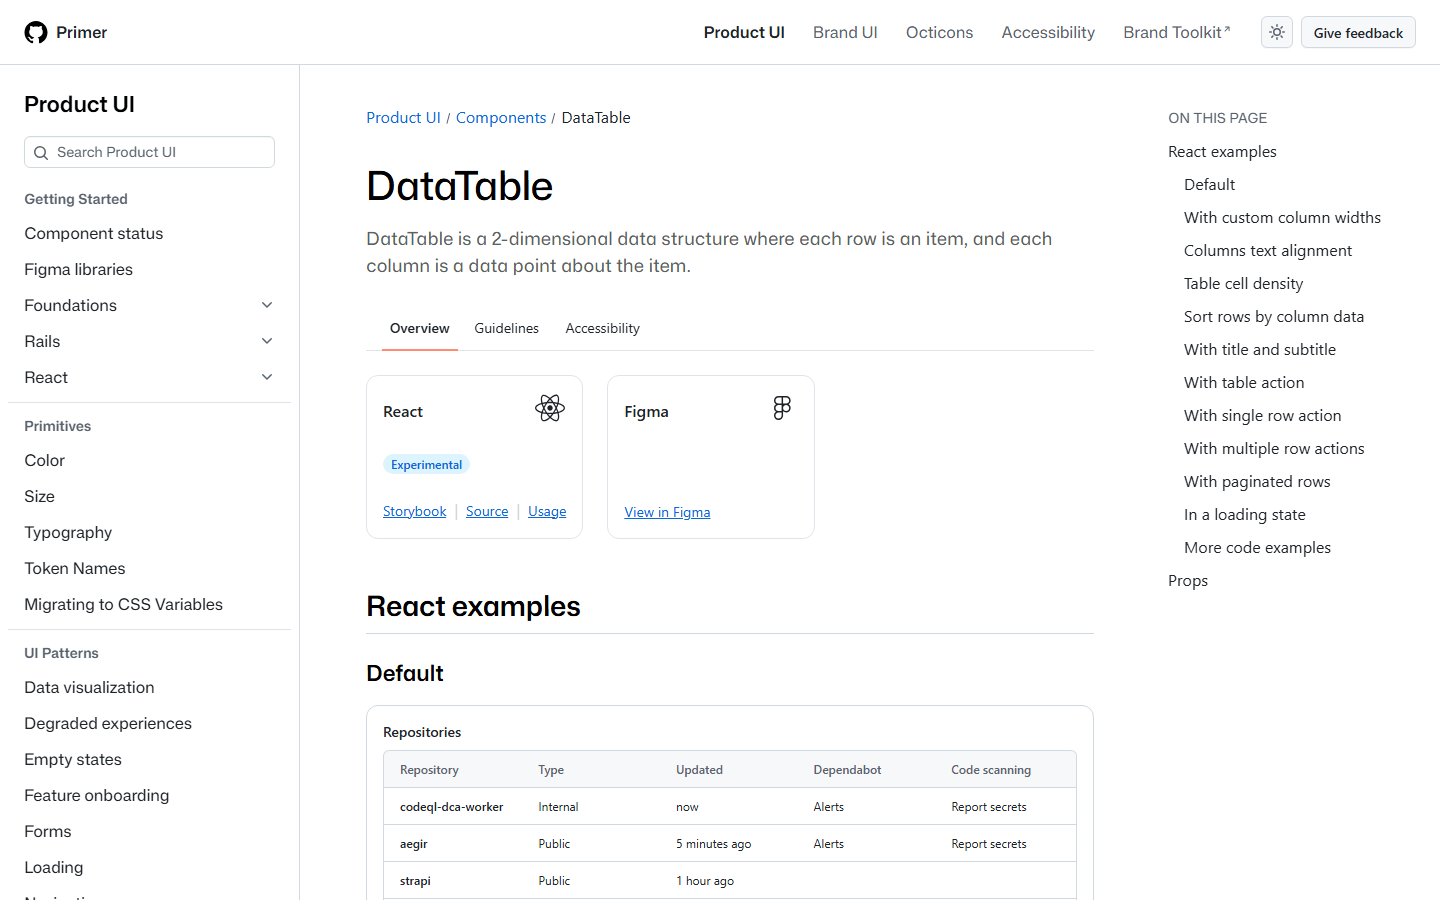 Primer
Product UI
Brand UI
Octicons
Accessibility
Brand Toolkit↗
Give feedback
Product UI
Search Product UI
Getting Started
Component status
Figma libraries
Foundations
Rails
React
Primitives
Color
Size
Typography
Token Names
Migrating to CSS Variables
UI Patterns
Data visualization
Degraded experiences
Empty states
Feature onboarding
Forms
Loading
Product UI / Components / DataTable
DataTable
DataTable is a 2-dimensional data structure where each row is an item, and each
column is a data point about the item.
Overview
Guidelines
Accessibility
React
Experimental
Storybook | Source | Usage
Figma
View in Figma
React examples
Default
Repositories
Repository Type Updated Dependabot Code scanning
codeql-dca-worker Internal now Alerts Report secrets
aegir Public 5 minutes ago Alerts Report secrets
strapi Public 1 hour ago
ON THIS PAGE
React examples
Default
With custom column widths
Columns text alignment
Table cell density
Sort rows by column data
With title and subtitle
With table action
With single row action
With multiple row actions
With paginated rows
In a loading state
More code examples
Props